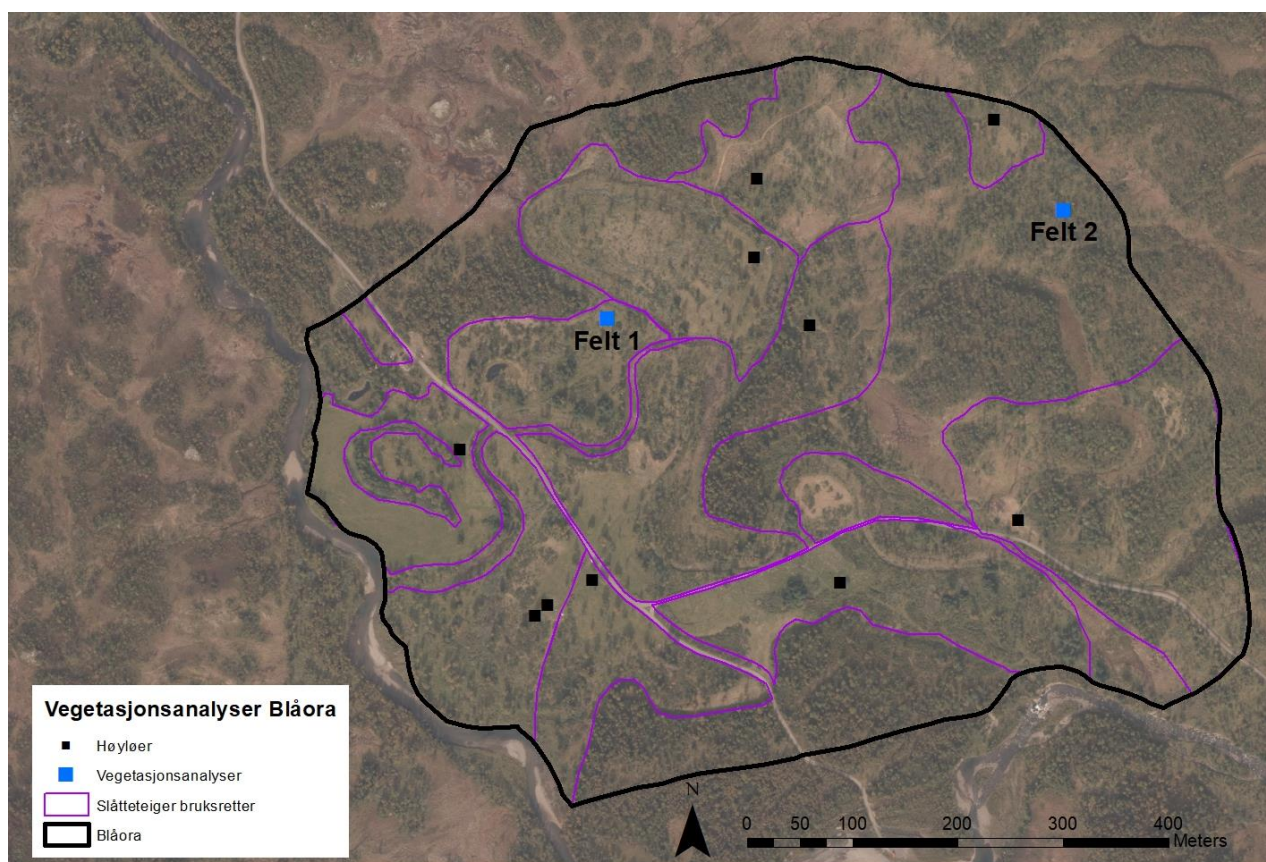 Felt 2
Felt 1
Vegetasjonsanalyser Blåora
Høyløer
Vegetasjonsanalyser
Slåtteteiger bruksretter
Blåora
N
0 50 100 200 300 400
Meters